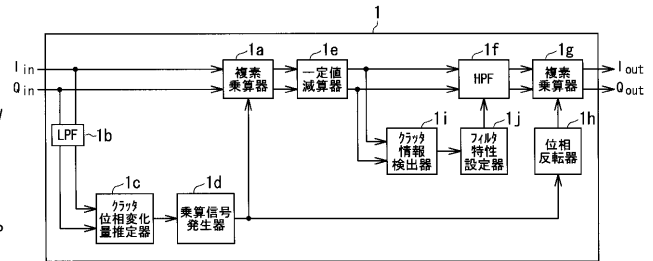 1
1a
1e
1f
1g
I in
Q in
複素
乗算器
一定値
減算器
HPF
複素
乗算器
I out
Q out
LPF
1b
1i
1j
1h
クラッタ
情報
検出器
フィルタ
特性
設定器
位相
反転器
1c
1d
クラッタ
位相変化
量推定器
乗算信号
発生器